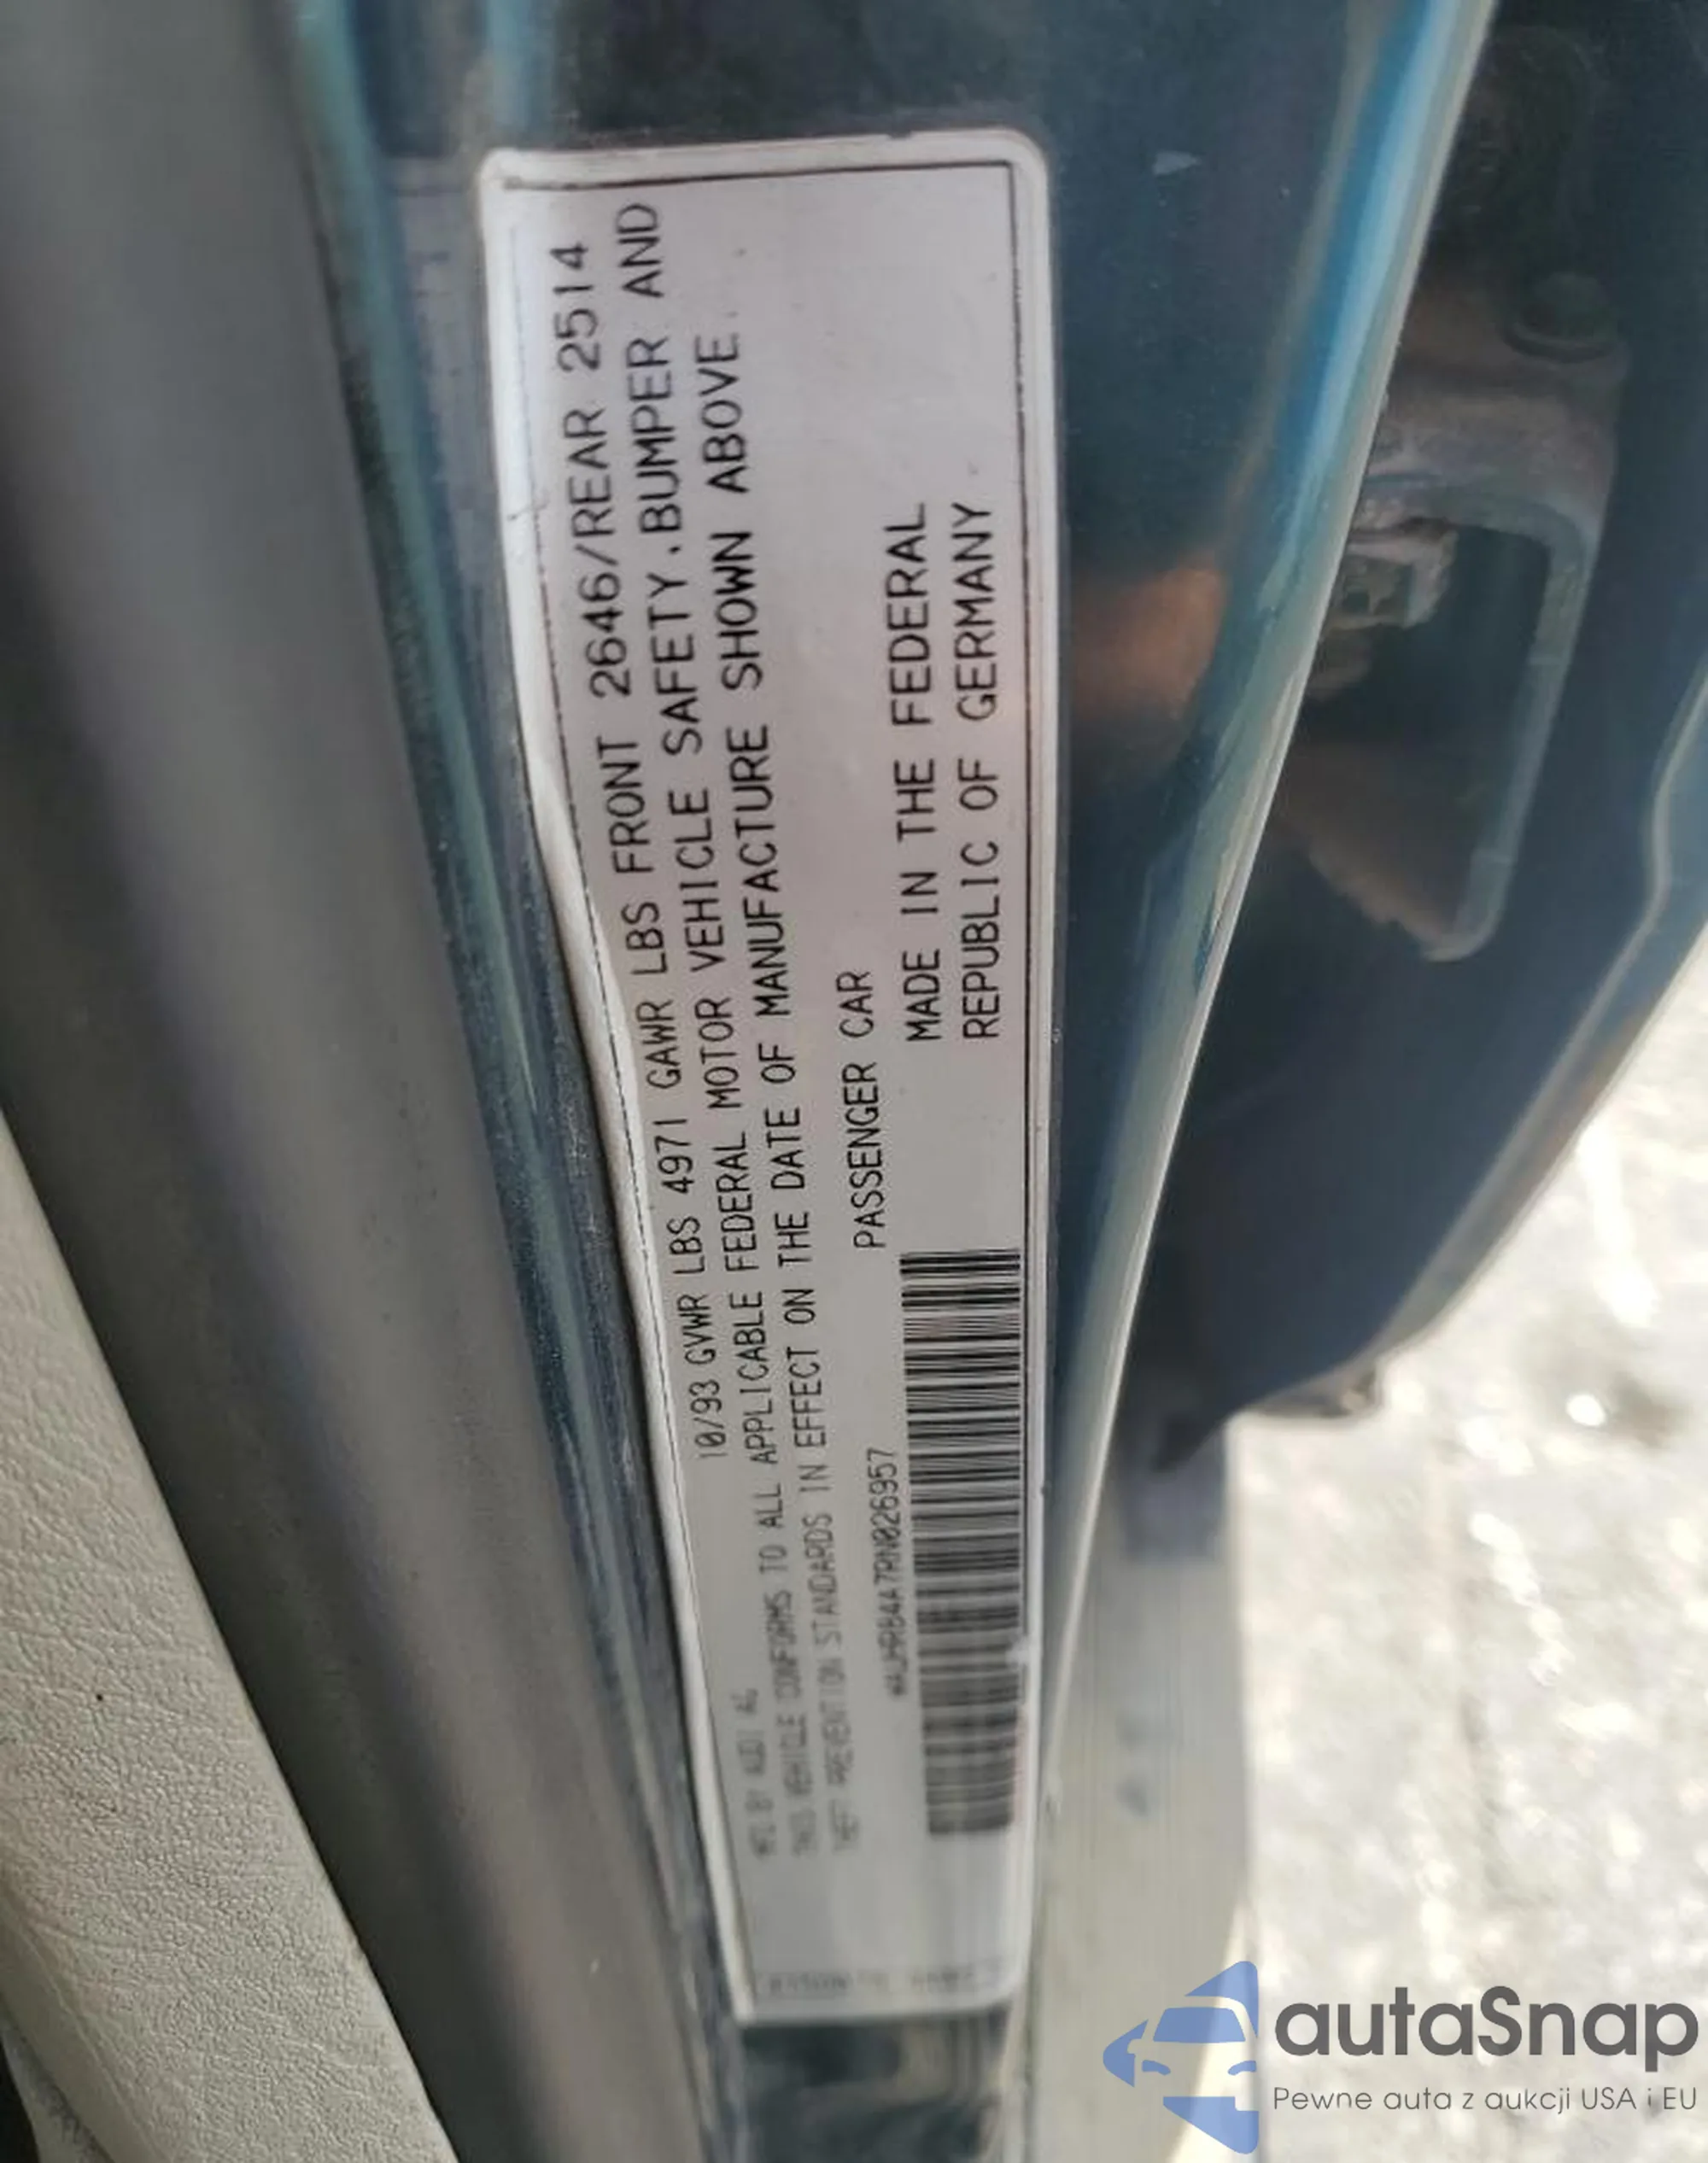 MFG BY AUDI AG 10/93 GVWR LBS 4971 GAWR LBS FRONT 2646/REAR 2514
THIS VEHICLE CONFORMS TO ALL APPLICABLE FEDERAL MOTOR VEHICLE SAFETY.BUMPER AND
THEFT PREVENTION STANDARDS IN EFFECT ON THE DATE OF MANUFACTURE SHOWN ABOVE.
PASSENGER CAR
MADE IN THE FEDERAL
REPUBLIC OF GERMANY
autaSnap
Pewne auta z aukcji USA i EU